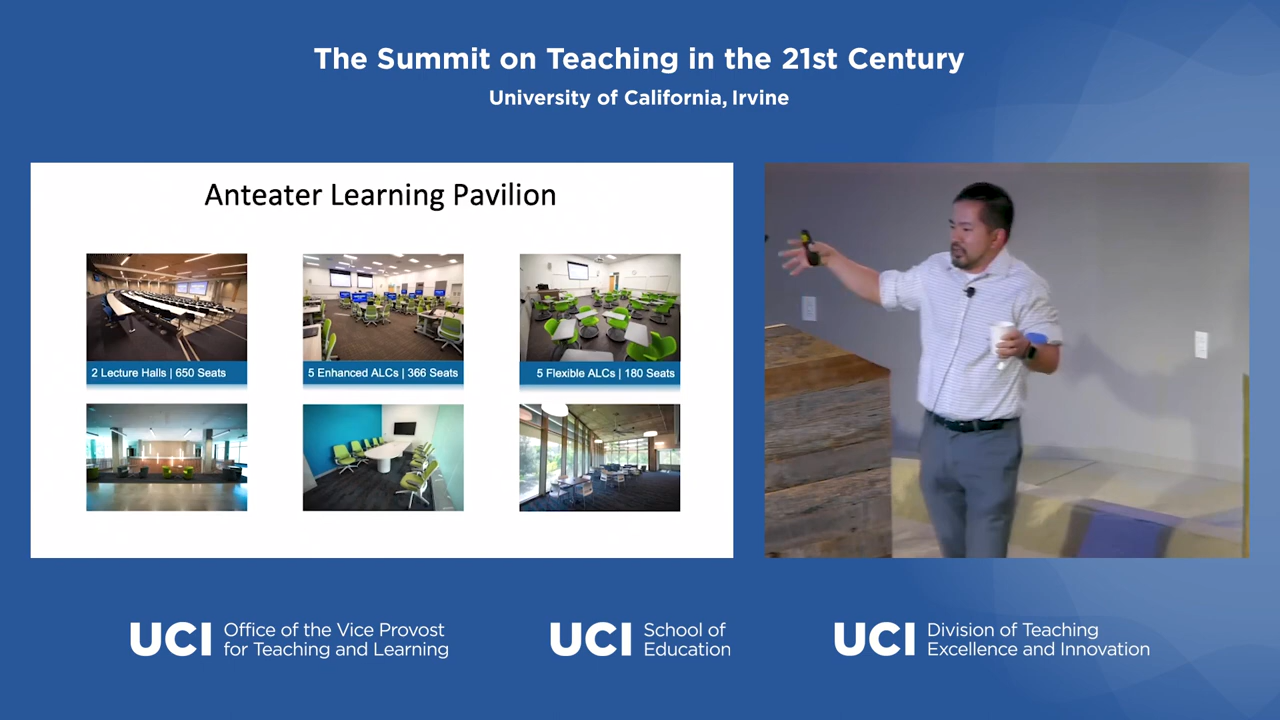 The Summit on Teaching in the 21st Century
University of California, Irvine
Anteater Learning Pavilion
2 Lecture Halls | 650 Seats
5 Enhanced ALCs | 366 Seats
5 Flexible ALCs | 180 Seats
UCI Office of the Vice Provost
for Teaching and Learning
UCI School of
Education
UCI Division of Teaching
Excellence and Innovation